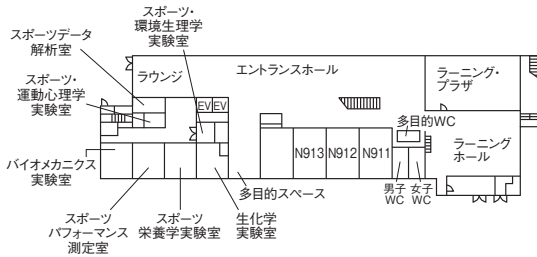 スポーツ・
環境生理学
実験室
スポーツデータ
解析室
ラウンジ
エントランスホール
ラーニング・
プラザ
スポーツ・
運動心理学
実験室
EV EV
多目的WC
ラーニング
ホール
N913 N912 N911
バイオメカニクス
実験室
多目的スペース
男子
WC
女子
WC
スポーツ
パフォーマンス
測定室
スポーツ
栄養学実験室
生化学
実験室